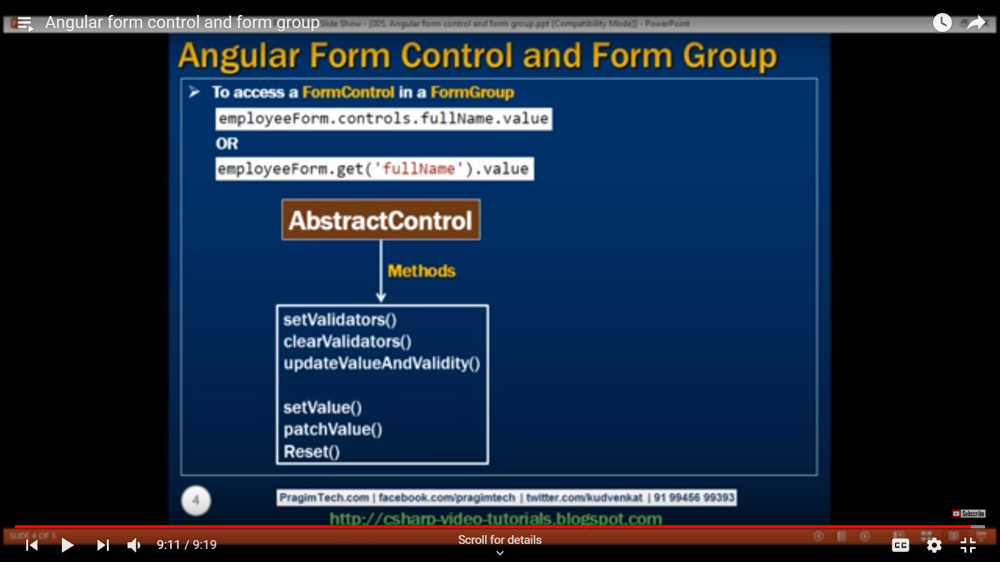 Angular form control and form group
Slide Show - [005. Angular form control and form group.ppt [Compatibility Mode]] - PowerPoint
Angular Form Control and Form Group
To access a FormControl in a FormGroup
employeeForm.controls.fullName.value
OR
employeeForm.get('fullName').value
AbstractControl
Methods
setValidators()
clearValidators()
updateValueAndValidity()
setValue()
patchValue()
Reset()
4
PragimTech.com | facebook.com/pragimtech | twitter.com/kudvenkat | 91 99456 99393
http://csharp-video-tutorials.blogspot.com
Subscribe
SLIDE 4 OF 5
9:11 / 9:19
Scroll for details
CC